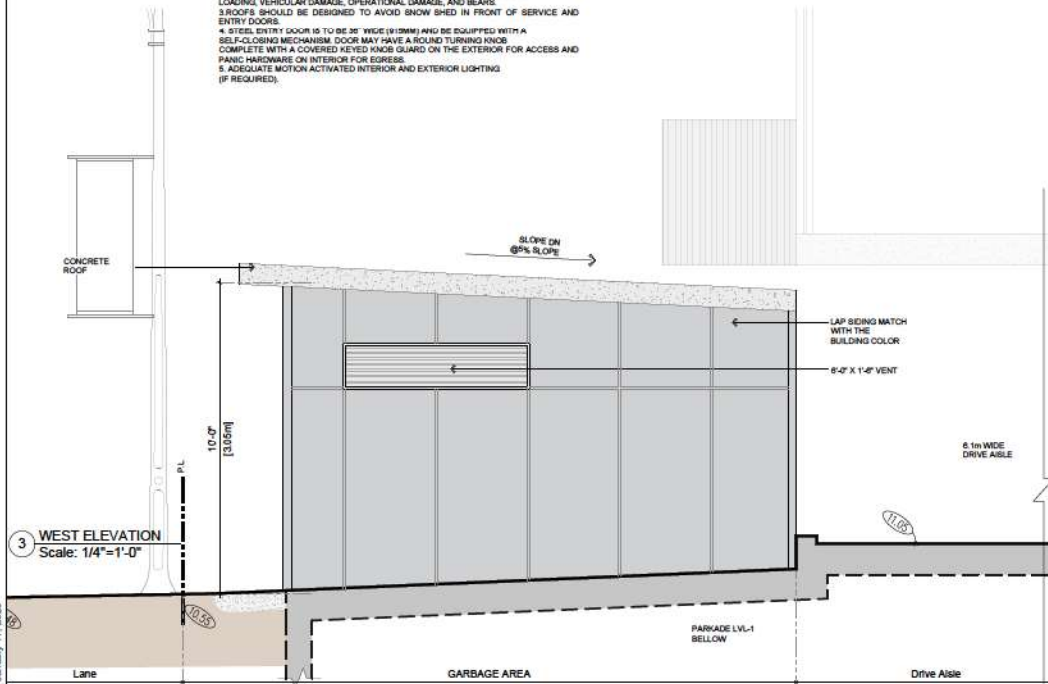 LOADING, VEHICULAR DAMAGE, OPERATIONAL DAMAGE, AND BEARS.
3.ROOFS SHOULD BE DESIGNED TO AVOID SNOW SHED IN FRONT OF SERVICE AND
ENTRY DOORS.
4. STEEL ENTRY DOOR IS TO BE 36" WIDE (915MM) AND BE EQUIPPED WITH A
SELF-CLOSING MECHANISM. DOOR MAY HAVE A ROUND TURNING KNOB
COMPLETE WITH A COVERED KEYED KNOB GUARD ON THE EXTERIOR FOR ACCESS AND
PANIC HARDWARE ON INTERIOR FOR EGRESS.
5. ADEQUATE MOTION ACTIVATED INTERIOR AND EXTERIOR LIGHTING
(IF REQUIRED).
SLOPE DN
@5% SLOPE
CONCRETE
ROOF
LAP SIDING MATCH
WITH THE
BUILDING COLOR
6'-0" X 1'-6" VENT
10'-0"
[3.05m]
6.1m WIDE
DRIVE AISLE
P.L
11.05
3
WEST ELEVATION
Scale: 1/4"=1'-0"
10.55
PARKADE LVL-1
BELLOW
Lane
GARBAGE AREA
Drive Aisle